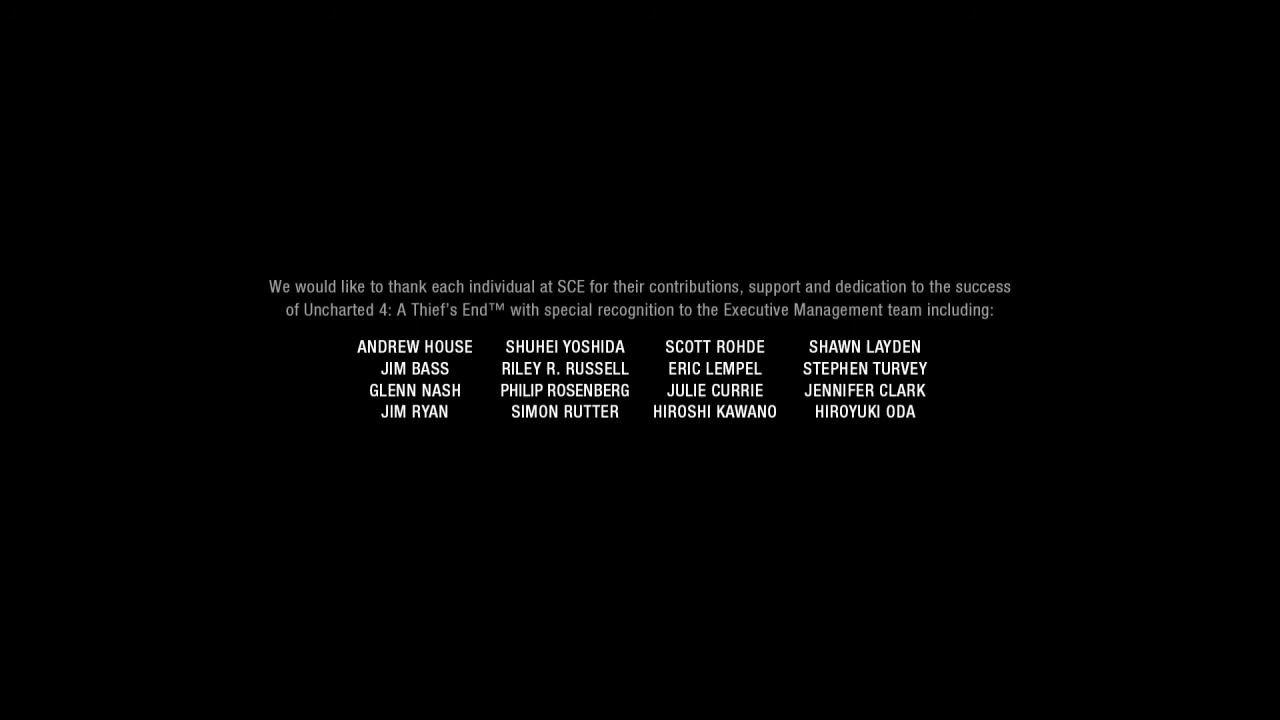 We would like to thank each individual at SCE for their contributions, support and dedication to the success
of Uncharted 4: A Thief's End™ with special recognition to the Executive Management team including:
ANDREW HOUSE SHUHEI YOSHIDA SCOTT ROHDE SHAWN LAYDEN
JIM BASS RILEY R. RUSSELL ERIC LEMPEL STEPHEN TURVEY
GLENN NASH PHILIP ROSENBERG JULIE CURRIE JENNIFER CLARK
JIM RYAN SIMON RUTTER HIROSHI KAWANO HIROYUKI ODA